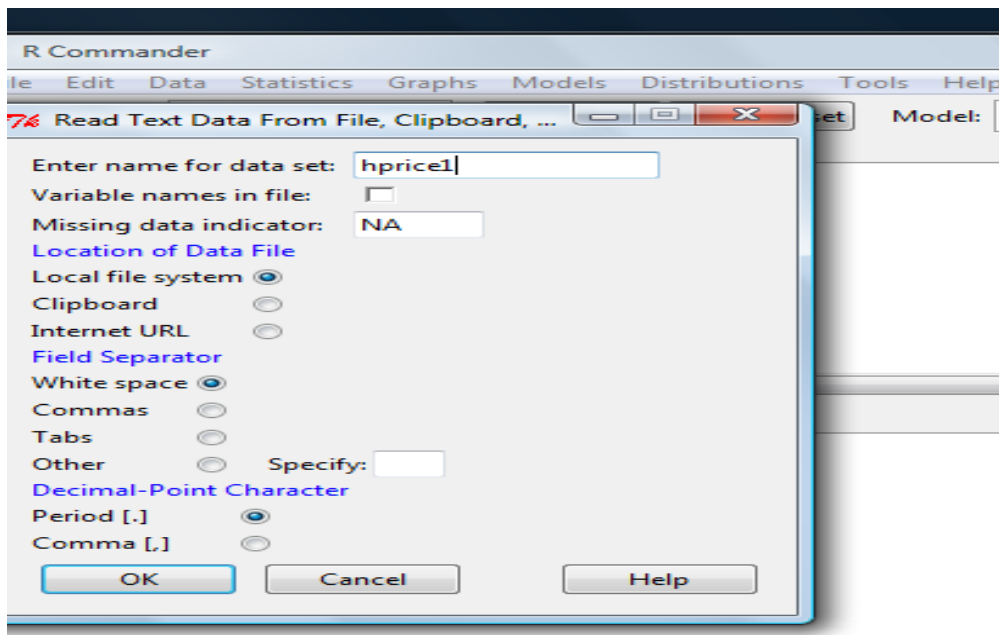 R Commander
ile Edit Data Statistics Graphs Models Distributions Tools Help
Read Text Data From File, Clipboard, ...
et Model:
Enter name for data set: hprice1
Variable names in file:
Missing data indicator: NA
Location of Data File
Local file system
Clipboard
Internet URL
Field Separator
White space
Commas
Tabs
Other Specify:
Decimal-Point Character
Period [.]
Comma [,]
OK Cancel Help